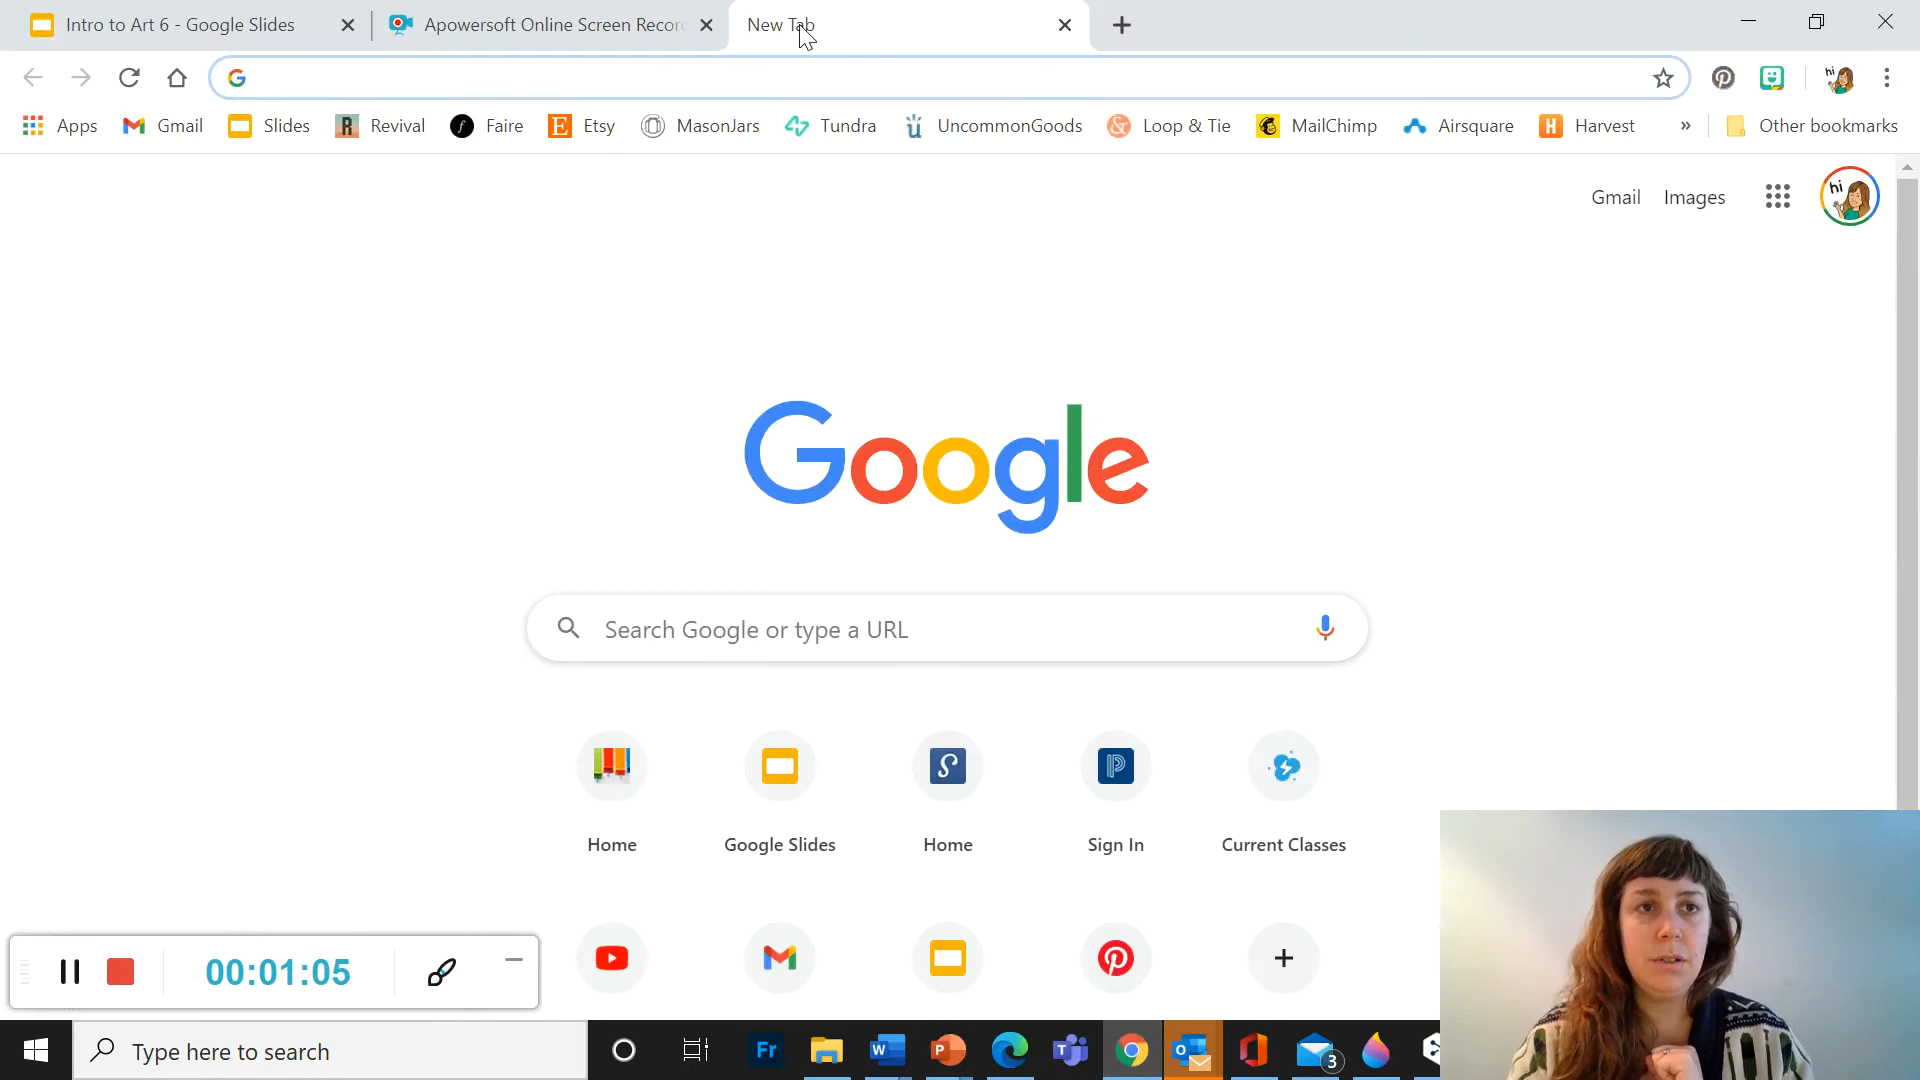 Intro to Art 6 - Google Slides
Apowersoft Online Screen Recor
New Tab
Apps
Gmail
Slides
Revival
Faire
Etsy
MasonJars
Tundra
UncommonGoods
Loop & Tie
MailChimp
Airsquare
Harvest
»
Other bookmarks
hi
Gmail
Images
hi
Google
Search Google or type a URL
Home
Google Slides
Home
Sign In
Current Classes
00:01:05
Type here to search
Fr
3